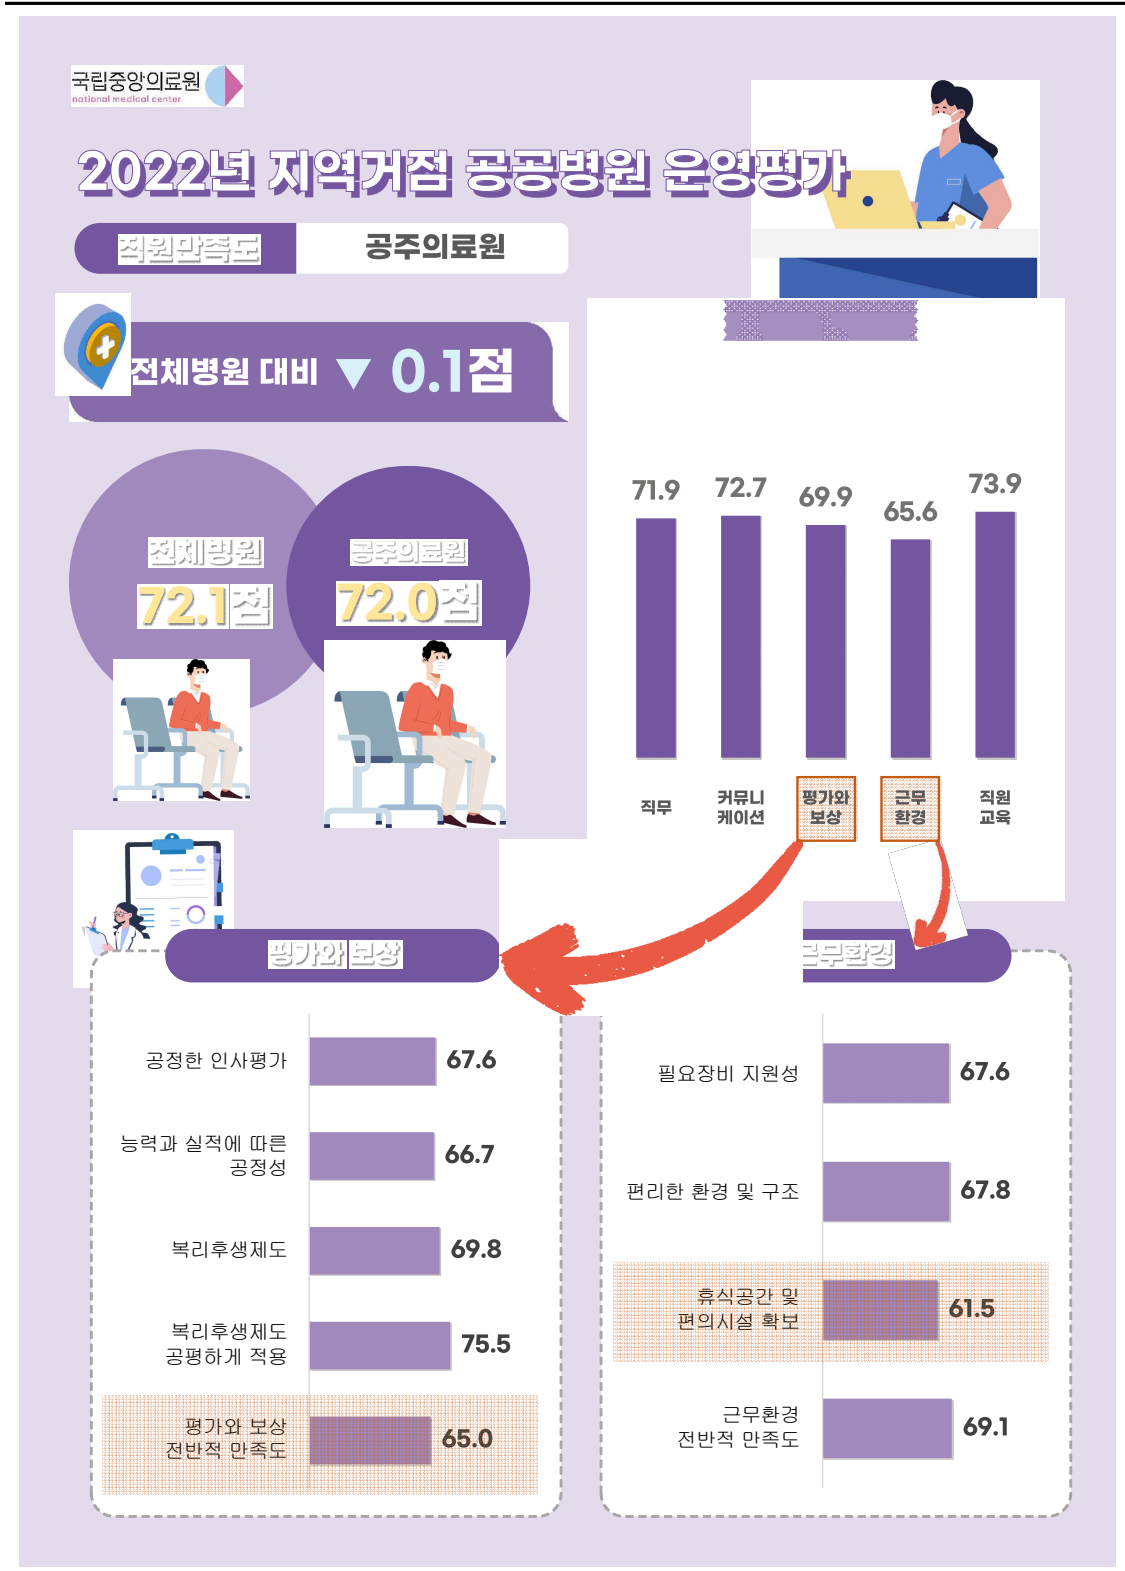 국립중앙의료원
national medical center
2022년 지역거점 공공병원 운영평가
직원만족도
공주의료원
전체병원 대비 ▼ 0.1점
전체병원
72.1점
공주의료원
72.0점
71.9
72.7
69.9
65.6
73.9
직무
커뮤니
케이션
평가와
보상
근무
환경
직원
교육
평가와 보상
공정한 인사평가
67.6
능력과 실적에 따른
공정성
66.7
복리후생제도
69.8
복리후생제도
공평하게 적용
75.5
평가와 보상
전반적 만족도
65.0
근무환경
필요장비 지원성
67.6
편리한 환경 및 구조
67.8
휴식공간 및
편의시설 확보
61.5
근무환경
전반적 만족도
69.1